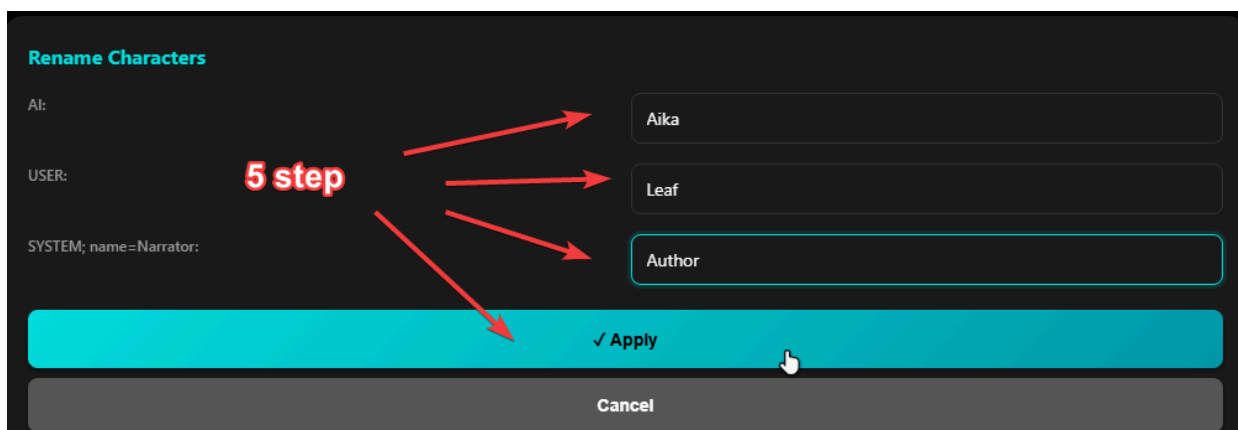 Rename Characters
AI:
Aika
USER:
5 step
Leaf
SYSTEM; name=Narrator:
Author
✓ Apply
Cancel